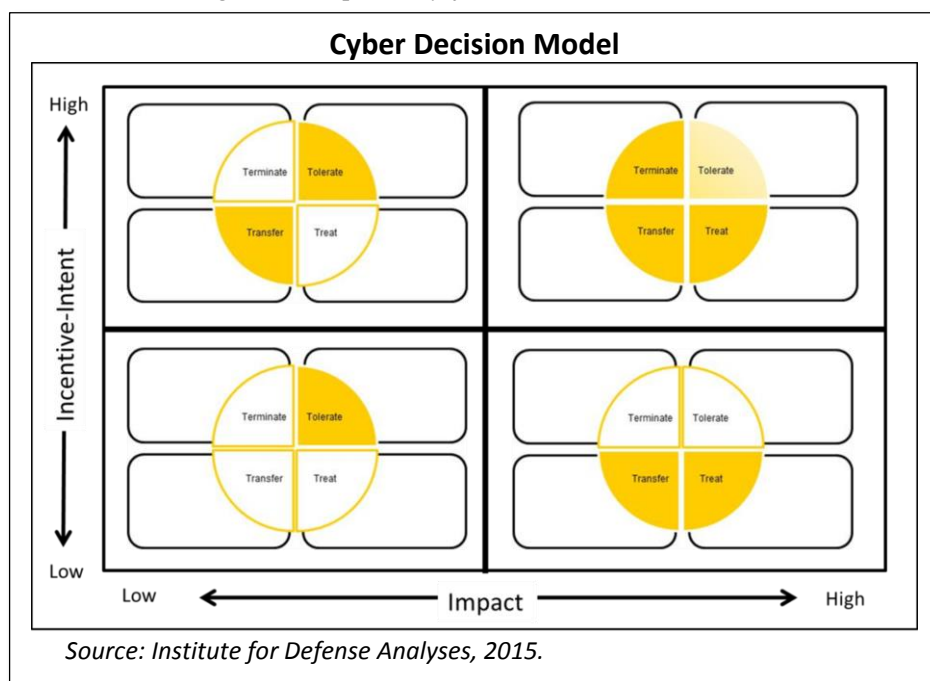 Cyber Decision Model
High
Terminate Tolerate
Transfer Treat
Terminate Tolerate
Transfer Treat
Incentive-Intent
Terminate Tolerate
Transfer Treat
Terminate Tolerate
Transfer Treat
Low
Low
Impact
High
Source: Institute for Defense Analyses, 2015.